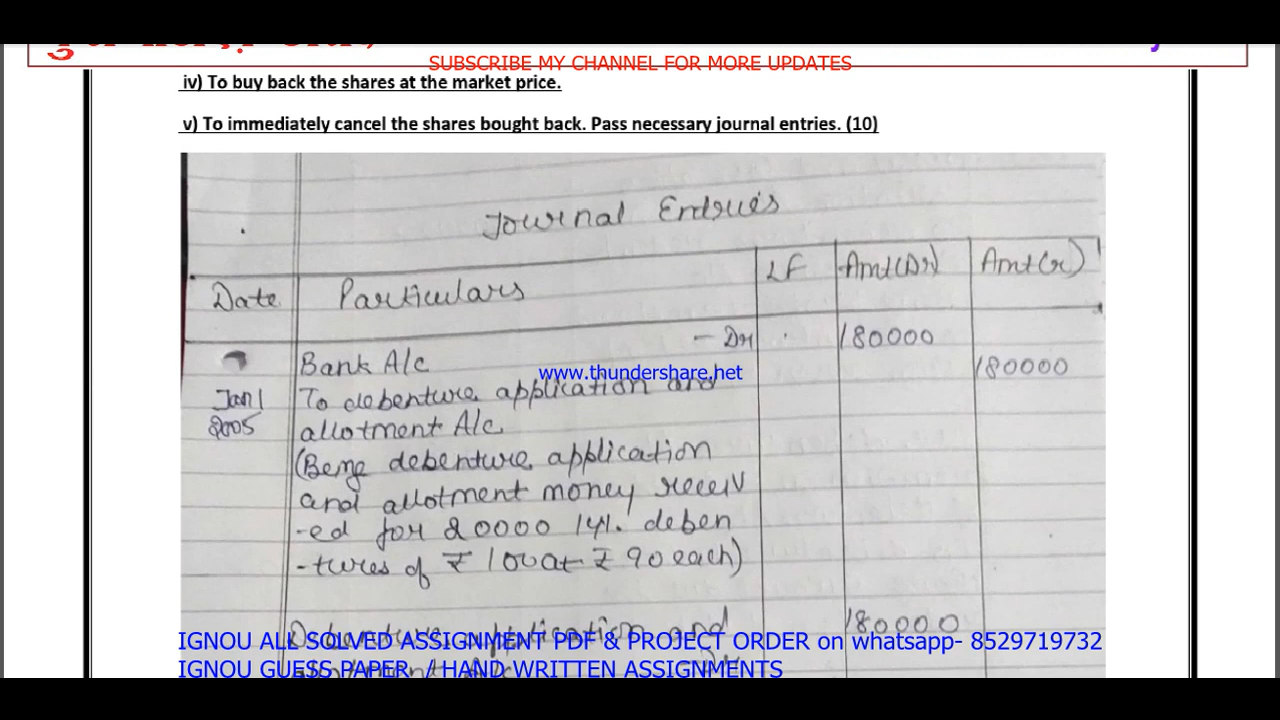 SUBSCRIBE MY CHANNEL FOR MORE UPDATES
iv) To buy back the shares at the market price.
v) To immediately cancel the shares bought back. Pass necessary journal entries. (10)
Journal Entries
Date Particulars LF Amt(Dr) Amt(cr)
Bank A/c - Dr 180000
www.thundershare.net
Jan 1 To debenture application and 180000
2005 allotment A/c
(Being debenture application
and allotment money receiv
-ed for 20000 14%. deben
-tures of ₹ 100 at ₹ 90 each)
Debenture application and 180000
IGNOU ALL SOLVED ASSIGNMENT PDF & PROJECT ORDER on whatsapp- 8529719732
IGNOU GUESS PAPER / HAND WRITTEN ASSIGNMENTS